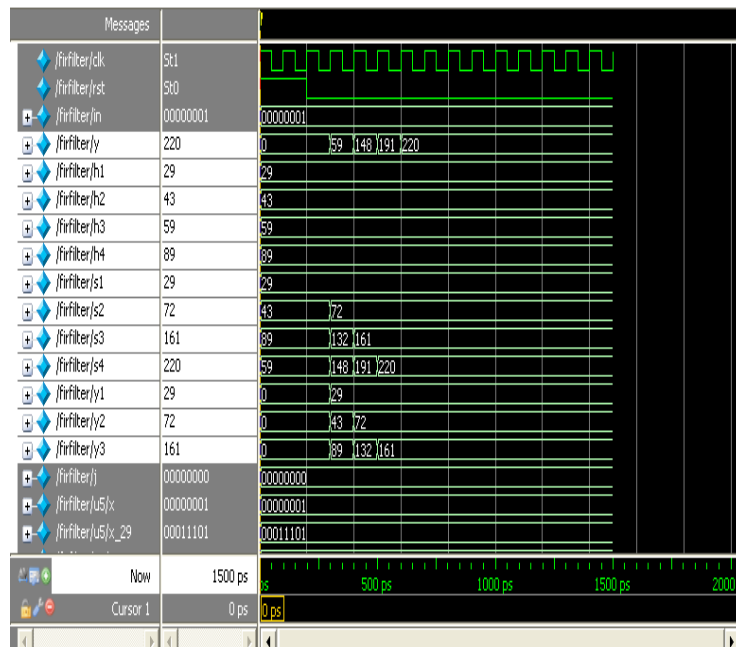 Messages
/firfilter/clk St1
/firfilter/rst St0
/firfilter/in 00000001 00000001
/firfilter/y 220 0 59 148 191 220
/firfilter/h1 29 29
/firfilter/h2 43 43
/firfilter/h3 59 59
/firfilter/h4 89 89
/firfilter/s1 29 29
/firfilter/s2 72 43 72
/firfilter/s3 161 89 132 161
/firfilter/s4 220 59 148 191 220
/firfilter/y1 29 0 29
/firfilter/y2 72 0 43 72
/firfilter/y3 161 0 89 132 161
/firfilter/j 00000000 00000000
/firfilter/u5/x 00000001 00000001
/firfilter/u5/x_29 00011101 00011101
Now 1500 ps 500 ps 1000 ps 1500 ps 2000
Cursor 1 0 ps 0 ps